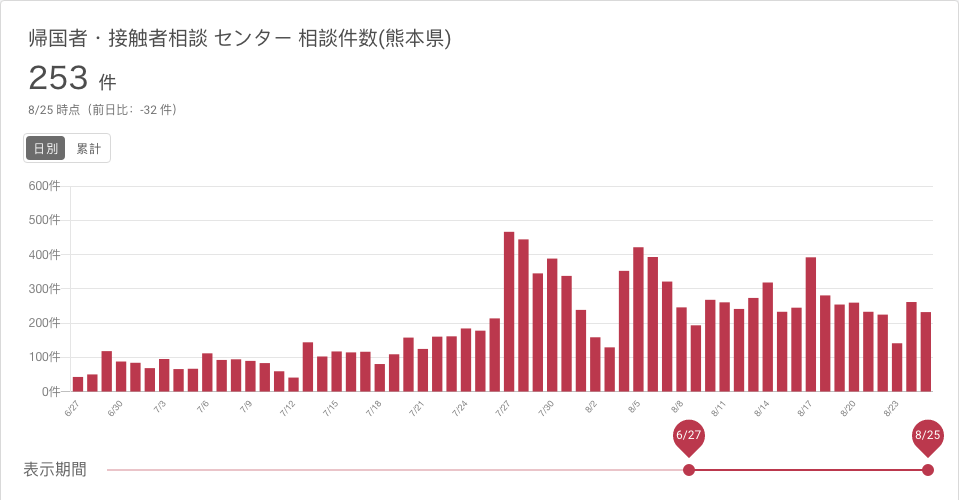 帰国者・接触者相談 センター 相談件数(熊本県)
253 件
8/25 時点（前日比：-32 件）
日別 累計
600件
500件
400件
300件
200件
100件
0件
6/27 6/30 7/3 7/6 7/9 7/12 7/15 7/18 7/21 7/24 7/27 7/30 8/2 8/5 8/8 8/11 8/14 8/17 8/20 8/23
6/27 8/25
表示期間